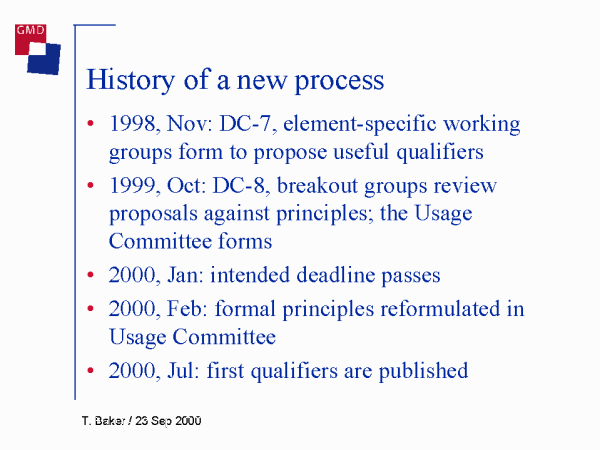 GMD
History of a new process
• 1998, Nov: DC-7, element-specific working
groups form to propose useful qualifiers
• 1999, Oct: DC-8, breakout groups review
proposals against principles; the Usage
Committee forms
• 2000, Jan: intended deadline passes
• 2000, Feb: formal principles reformulated in
Usage Committee
• 2000, Jul: first qualifiers are published
T. Baker / 23 Sep 2000